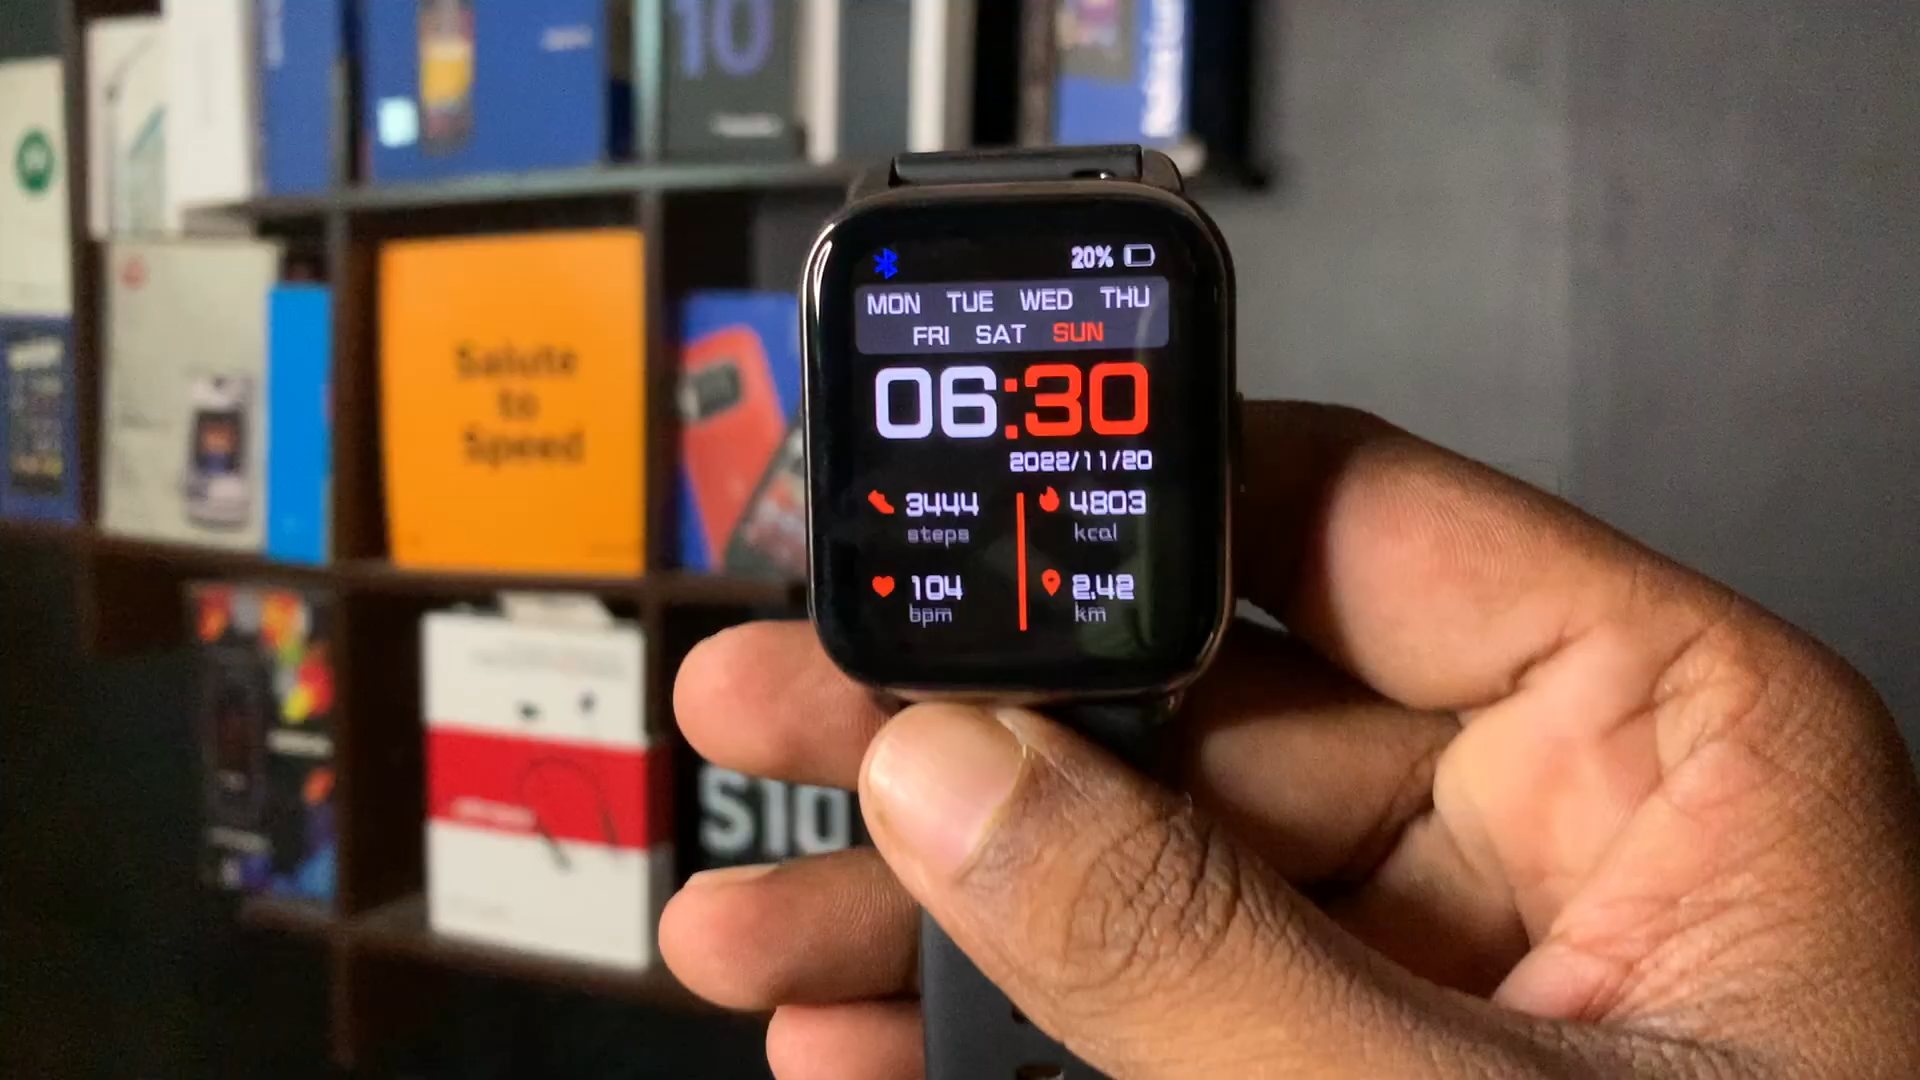 10
20%
MON TUE WED THU
FRI SAT SUN
06:30
2022/11/20
3444
steps
4803
kcal
104
bpm
2.42
km
Salute
to
Speed
S10